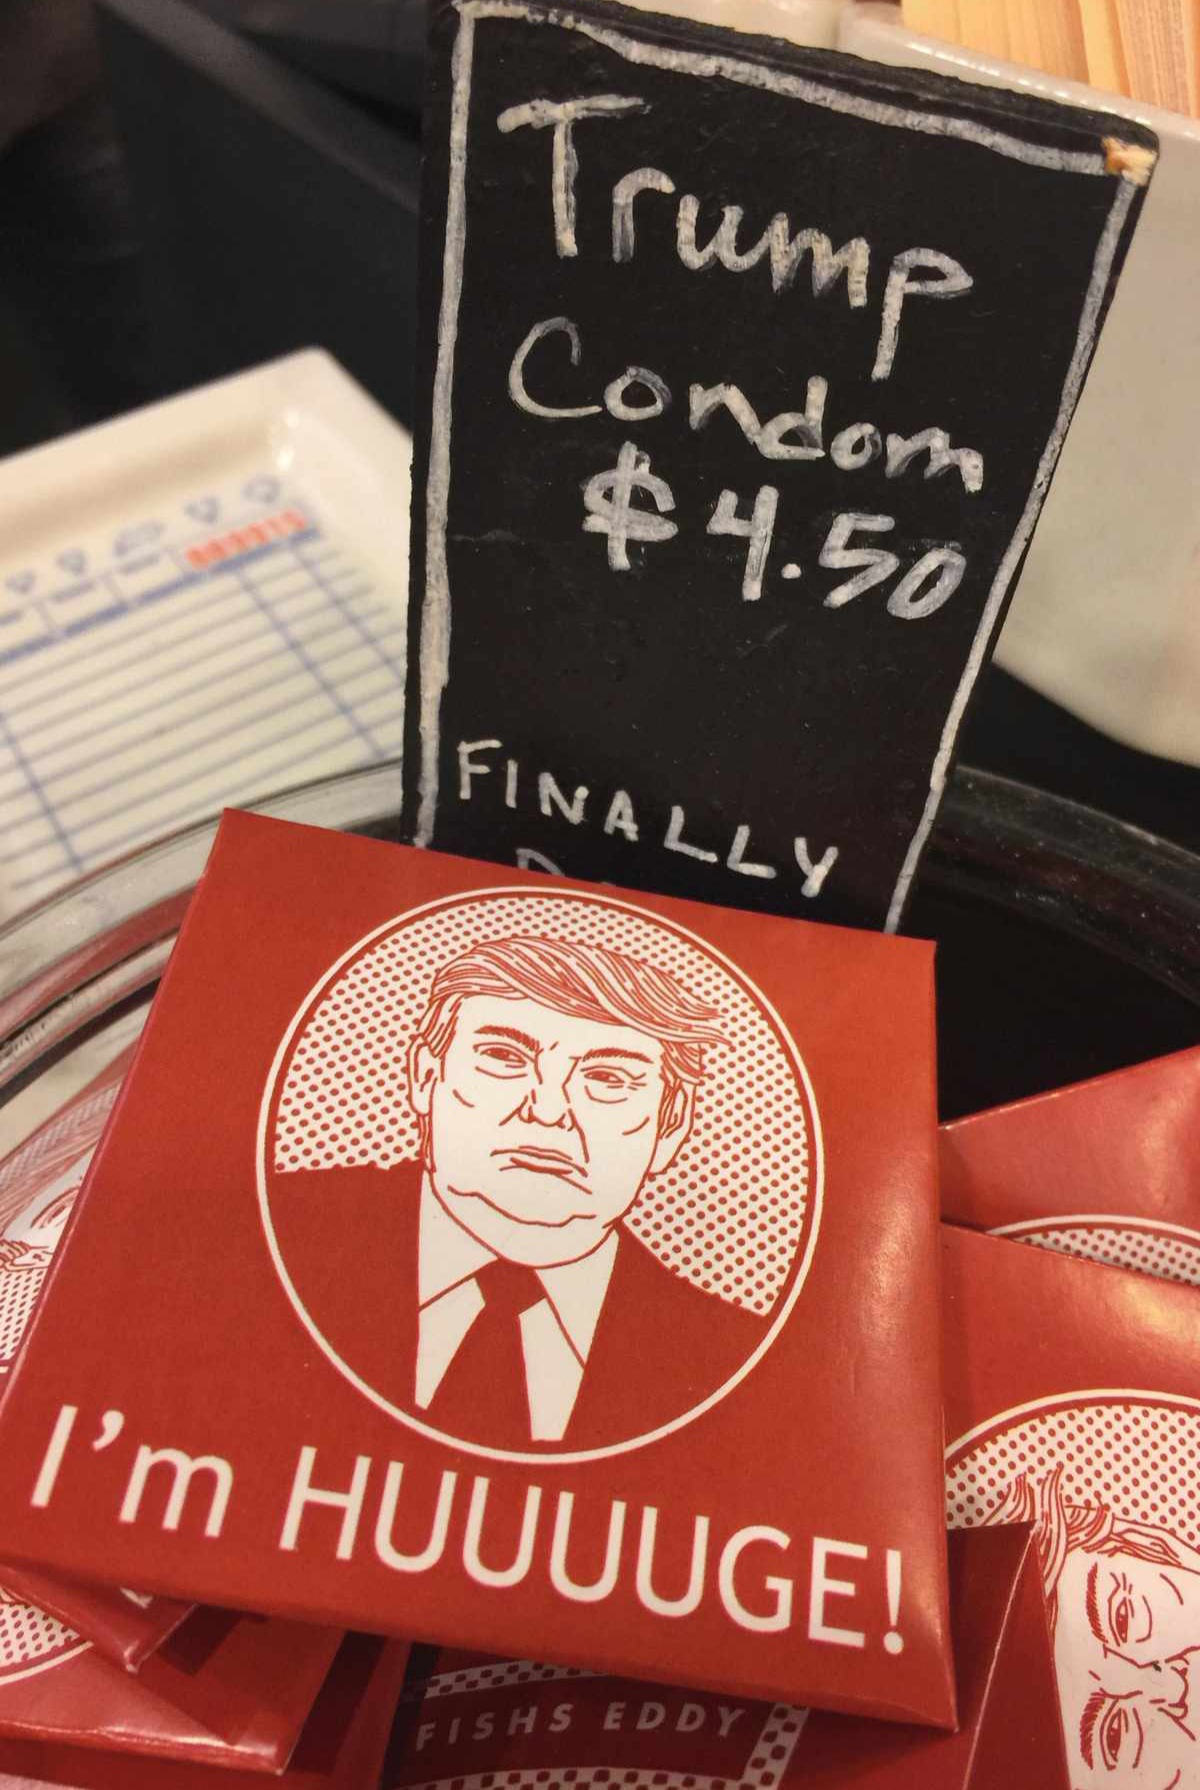 Trump
Condom
$4.50
FINALLY
I'm HUUUUGE!
FISHS EDDY